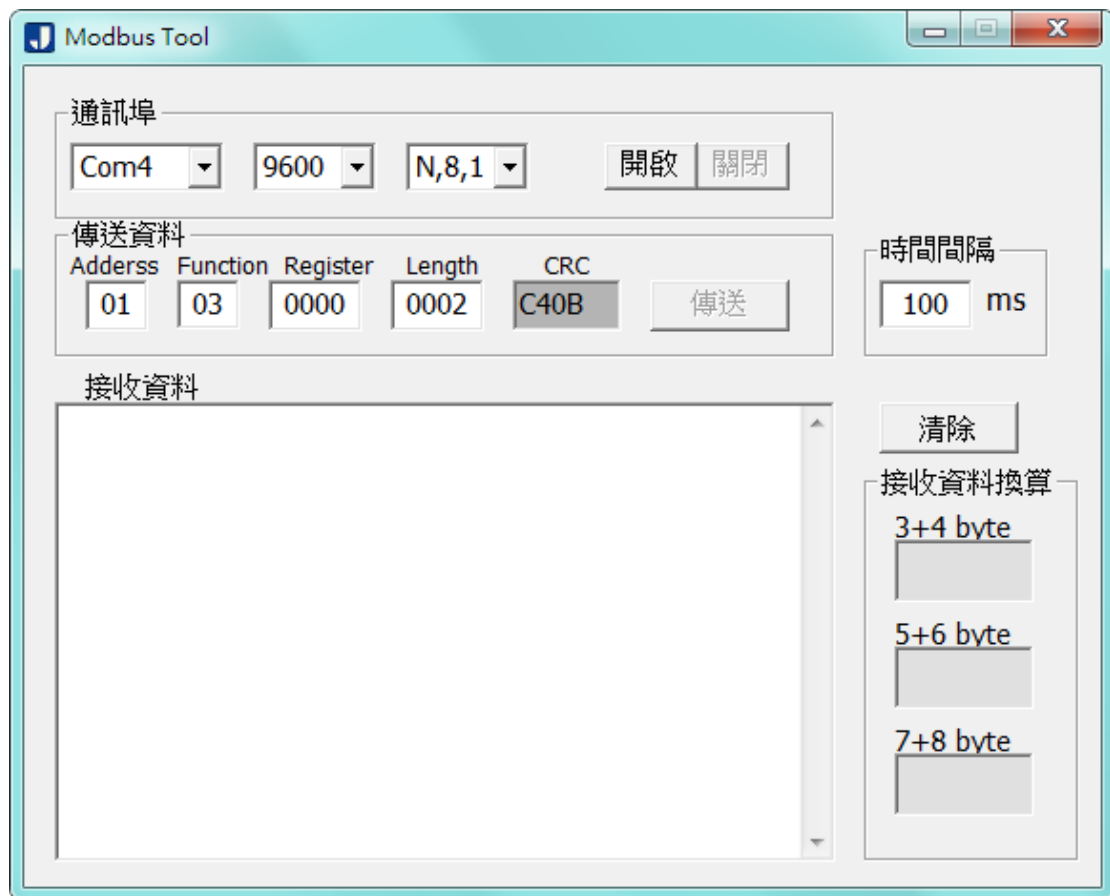 Modbus Tool
通訊埠
Com4 9600 N,8,1 開啟 關閉
傳送資料
Adderss Function Register Length CRC
01 03 0000 0002 C40B 傳送
時間間隔
100 ms
接收資料
清除
接收資料換算
3+4 byte
5+6 byte
7+8 byte